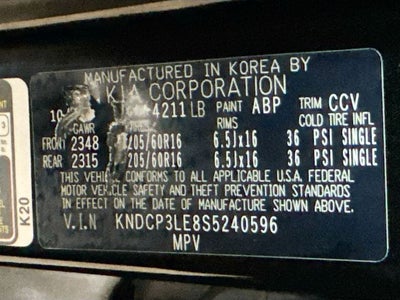 MANUFACTURED IN KOREA BY
KIA CORPORATION
10 4211 LB PAINT ABP TRIM CCV
GAWR RIMS COLD TIRE INFL
FRONT 2348 205/60R16 6.5Jx16 36 PSI SINGLE
REAR 2315 205/60R16 6.5Jx16 36 PSI SINGLE
THIS VEHICLE CONFORMS TO ALL APPLICABLE U.S.A. FEDERAL
MOTOR VEHICLE SAFETY AND THEFT PREVENTION STANDARDS
IN EFFECT ON THE DATE OF MANUFACTURE SHOWN ABOVE.
V.I.N KNDCP3LE8S5240596
MPV
K20